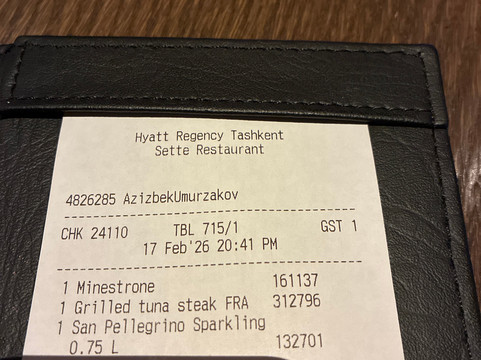 Hyatt Regency Tashkent
Sette Restaurant
4826285 AzizbekUmurzakov
CHK 24110 TBL 715/1 GST 1
17 Feb'26 20:41 PM
1 Minestrone 161137
1 Grilled tuna steak FRA 312796
1 San Pellegrino Sparkling
0.75 L 132701